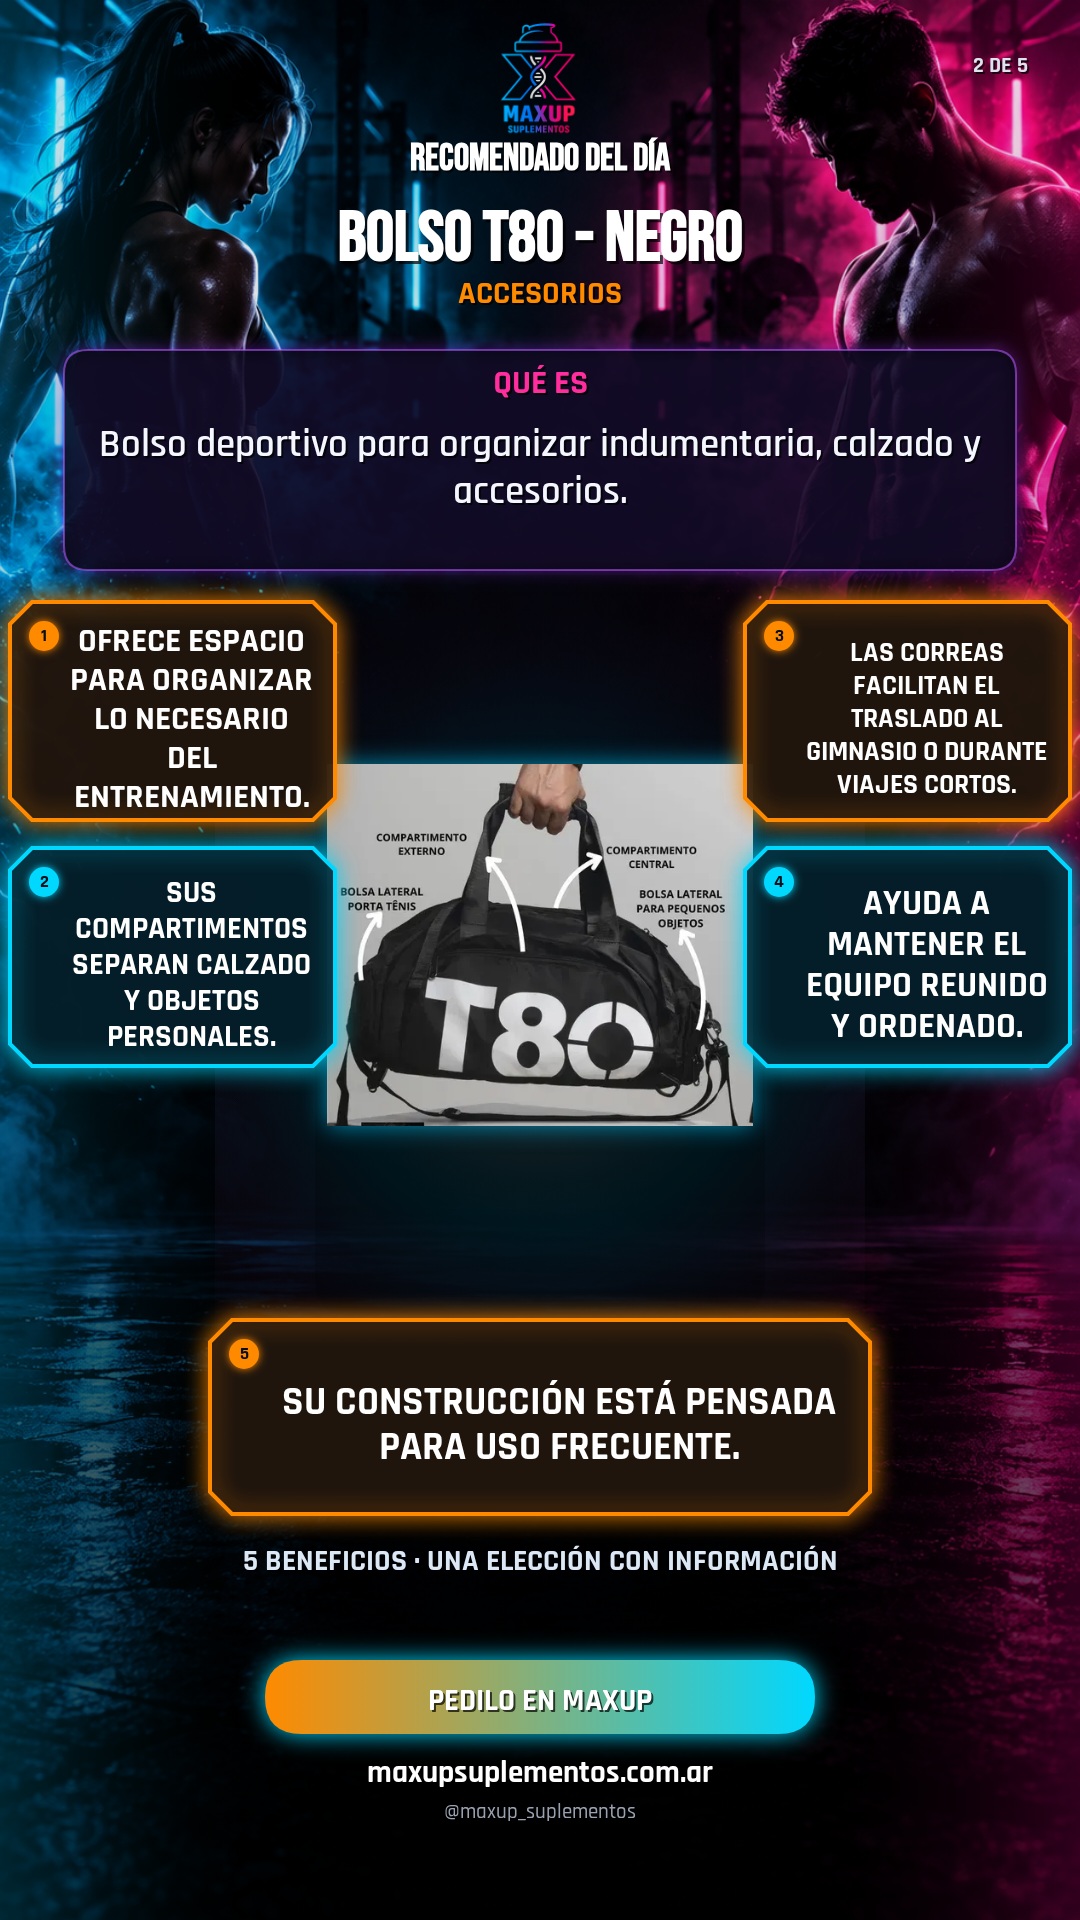 2 DE 5
MAXUP
SUPLEMENTOS
RECOMENDADO DEL DÍA
BOLSO T80 - NEGRO
ACCESORIOS
QUÉ ES
Bolso deportivo para organizar indumentaria, calzado y
accesorios.
1
OFRECE ESPACIO
PARA ORGANIZAR
LO NECESARIO
DEL
ENTRENAMIENTO.
2
SUS
COMPARTIMENTOS
SEPARAN CALZADO
Y OBJETOS
PERSONALES.
COMPARTIMENTO
EXTERNO
COMPARTIMENTO
CENTRAL
BOLSA LATERAL
PORTA TÊNIS
BOLSA LATERAL
PARA PEQUENOS
OBJETOS
T80
3
LAS CORREAS
FACILITAN EL
TRASLADO AL
GIMNASIO O DURANTE
VIAJES CORTOS.
4
AYUDA A
MANTENER EL
EQUIPO REUNIDO
Y ORDENADO.
5
SU CONSTRUCCIÓN ESTÁ PENSADA
PARA USO FRECUENTE.
5 BENEFICIOS · UNA ELECCIÓN CON INFORMACIÓN
PEDILO EN MAXUP
maxupsuplementos.com.ar
@maxup_suplementos